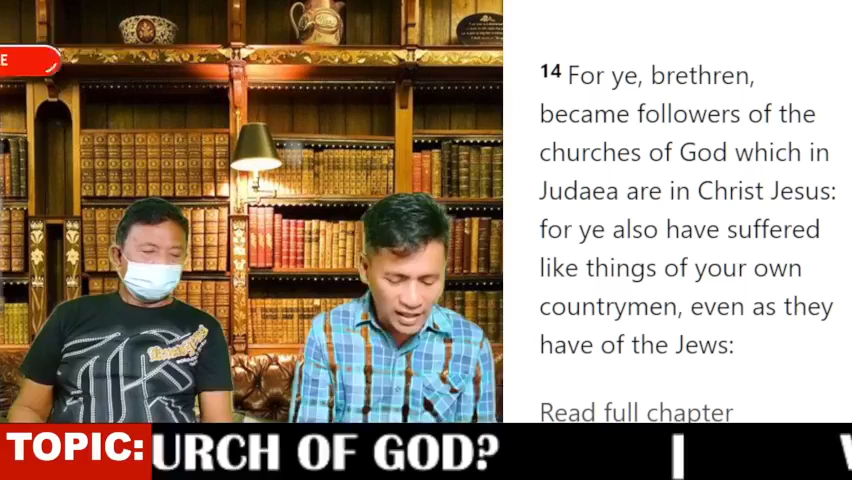 E
14 For ye, brethren,
became followers of the
churches of God which in
Judaea are in Christ Jesus:
for ye also have suffered
like things of your own
countrymen, even as they
have of the Jews:
Read full chapter
TOPIC: URCH OF GOD? |